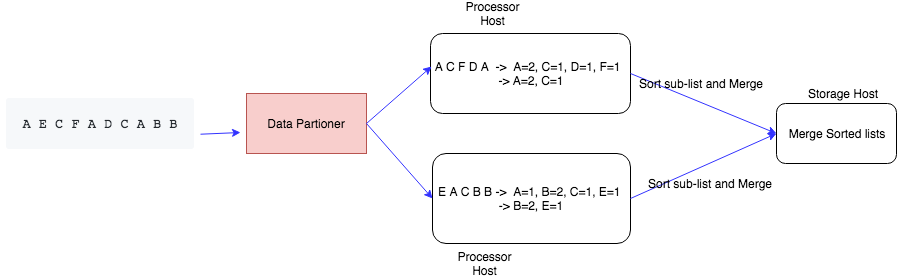 A E C F A D C A B B
Data Partioner
Processor
Host
A C F D A -> A=2, C=1, D=1, F=1
-> A=2, C=1
E A C B B -> A=1, B=2, C=1, E=1
-> B=2, E=1
Processor
Host
Sort sub-list and Merge
Sort sub-list and Merge
Storage Host
Merge Sorted lists